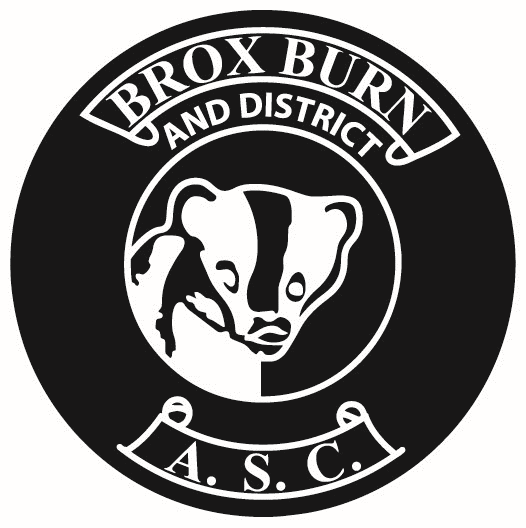 BROX BURN
AND DISTRICT
A. S. C.